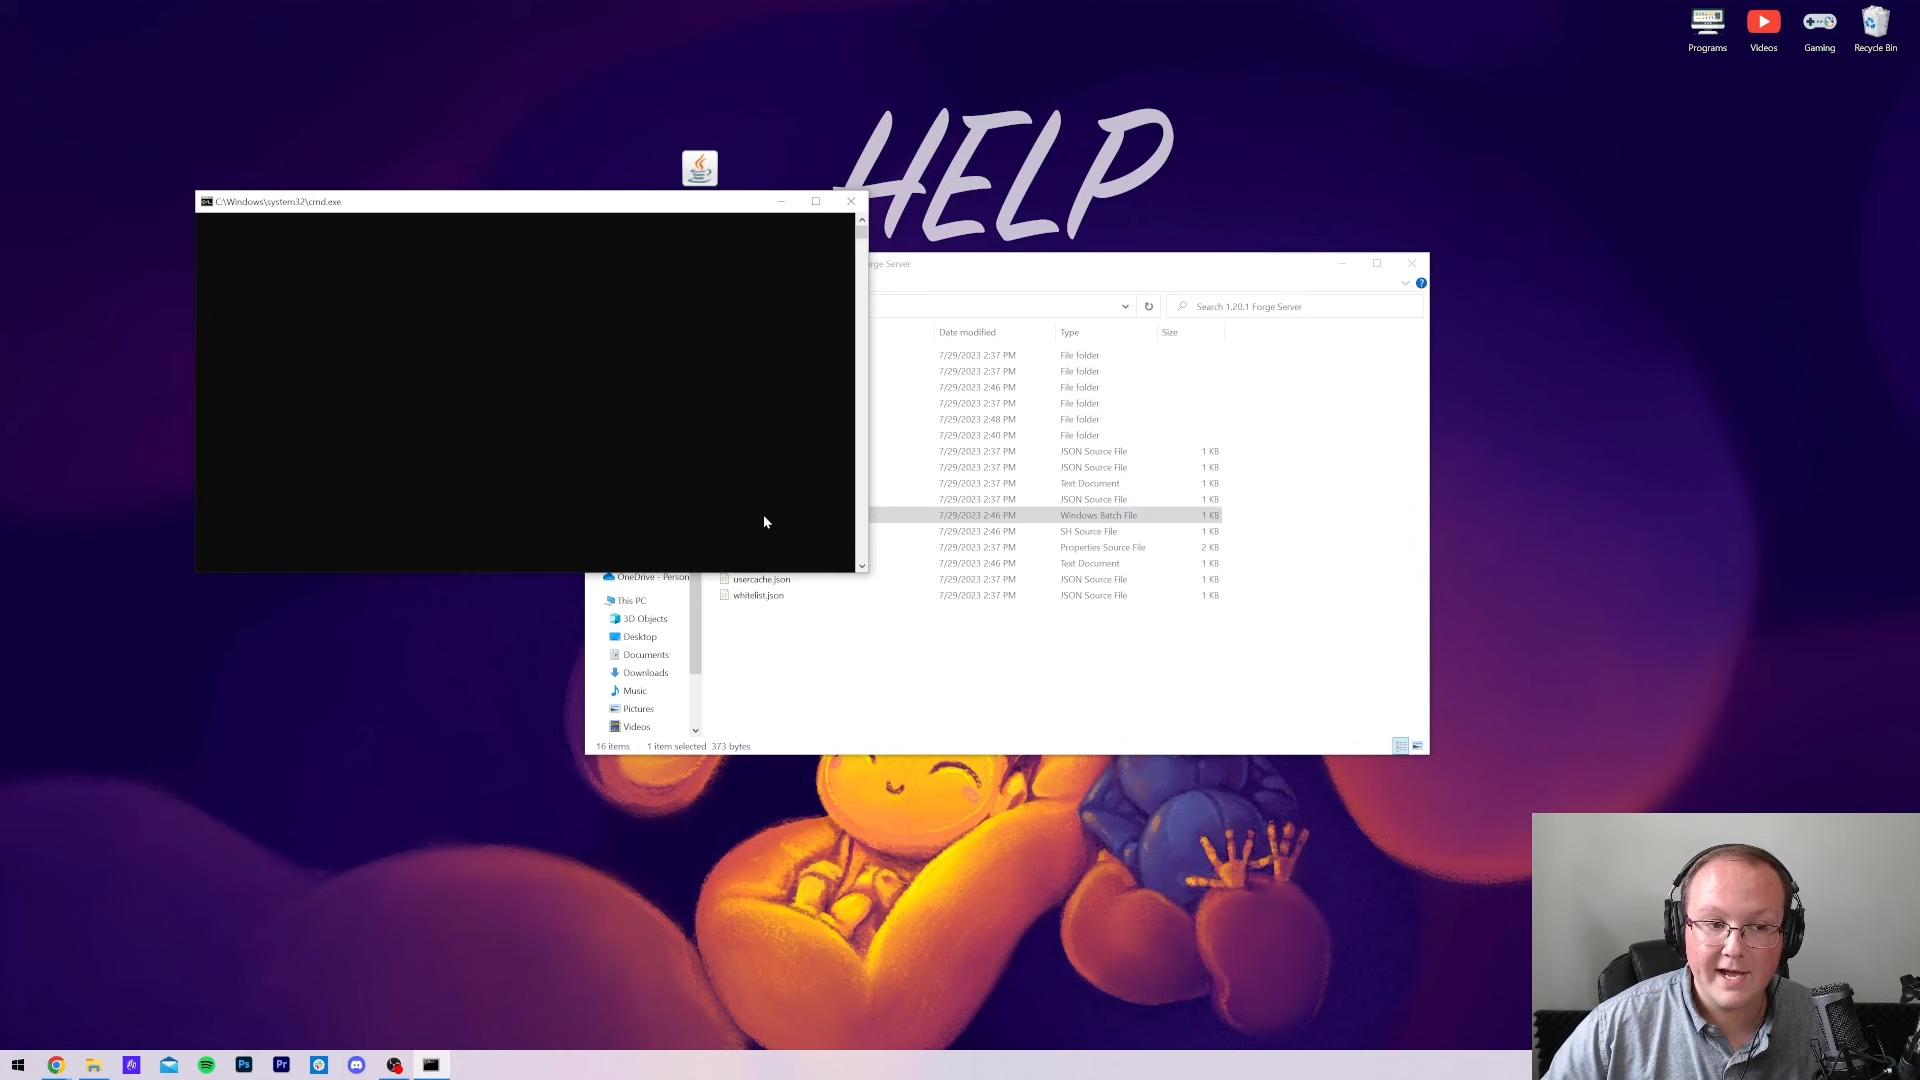 Programs
Videos
Gaming
Recycle Bin
HELP
C:\Windows\system32\cmd.exe
rge Server
Search 1.20.1 Forge Server
Date modified Type Size
7/29/2023 2:37 PM File folder
7/29/2023 2:37 PM File folder
7/29/2023 2:46 PM File folder
7/29/2023 2:37 PM File folder
7/29/2023 2:48 PM File folder
7/29/2023 2:40 PM File folder
7/29/2023 2:37 PM JSON Source File 1 KB
7/29/2023 2:37 PM JSON Source File 1 KB
7/29/2023 2:37 PM Text Document 1 KB
7/29/2023 2:37 PM JSON Source File 1 KB
7/29/2023 2:46 PM Windows Batch File 1 KB
7/29/2023 2:46 PM SH Source File 1 KB
7/29/2023 2:37 PM Properties Source File 2 KB
7/29/2023 2:46 PM Text Document 1 KB
usercache.json 7/29/2023 2:37 PM JSON Source File 1 KB
whitelist.json 7/29/2023 2:37 PM JSON Source File 1 KB
OneDrive - Person
This PC
3D Objects
Desktop
Documents
Downloads
Music
Pictures
Videos
16 items 1 item selected 373 bytes
Ps
Pr